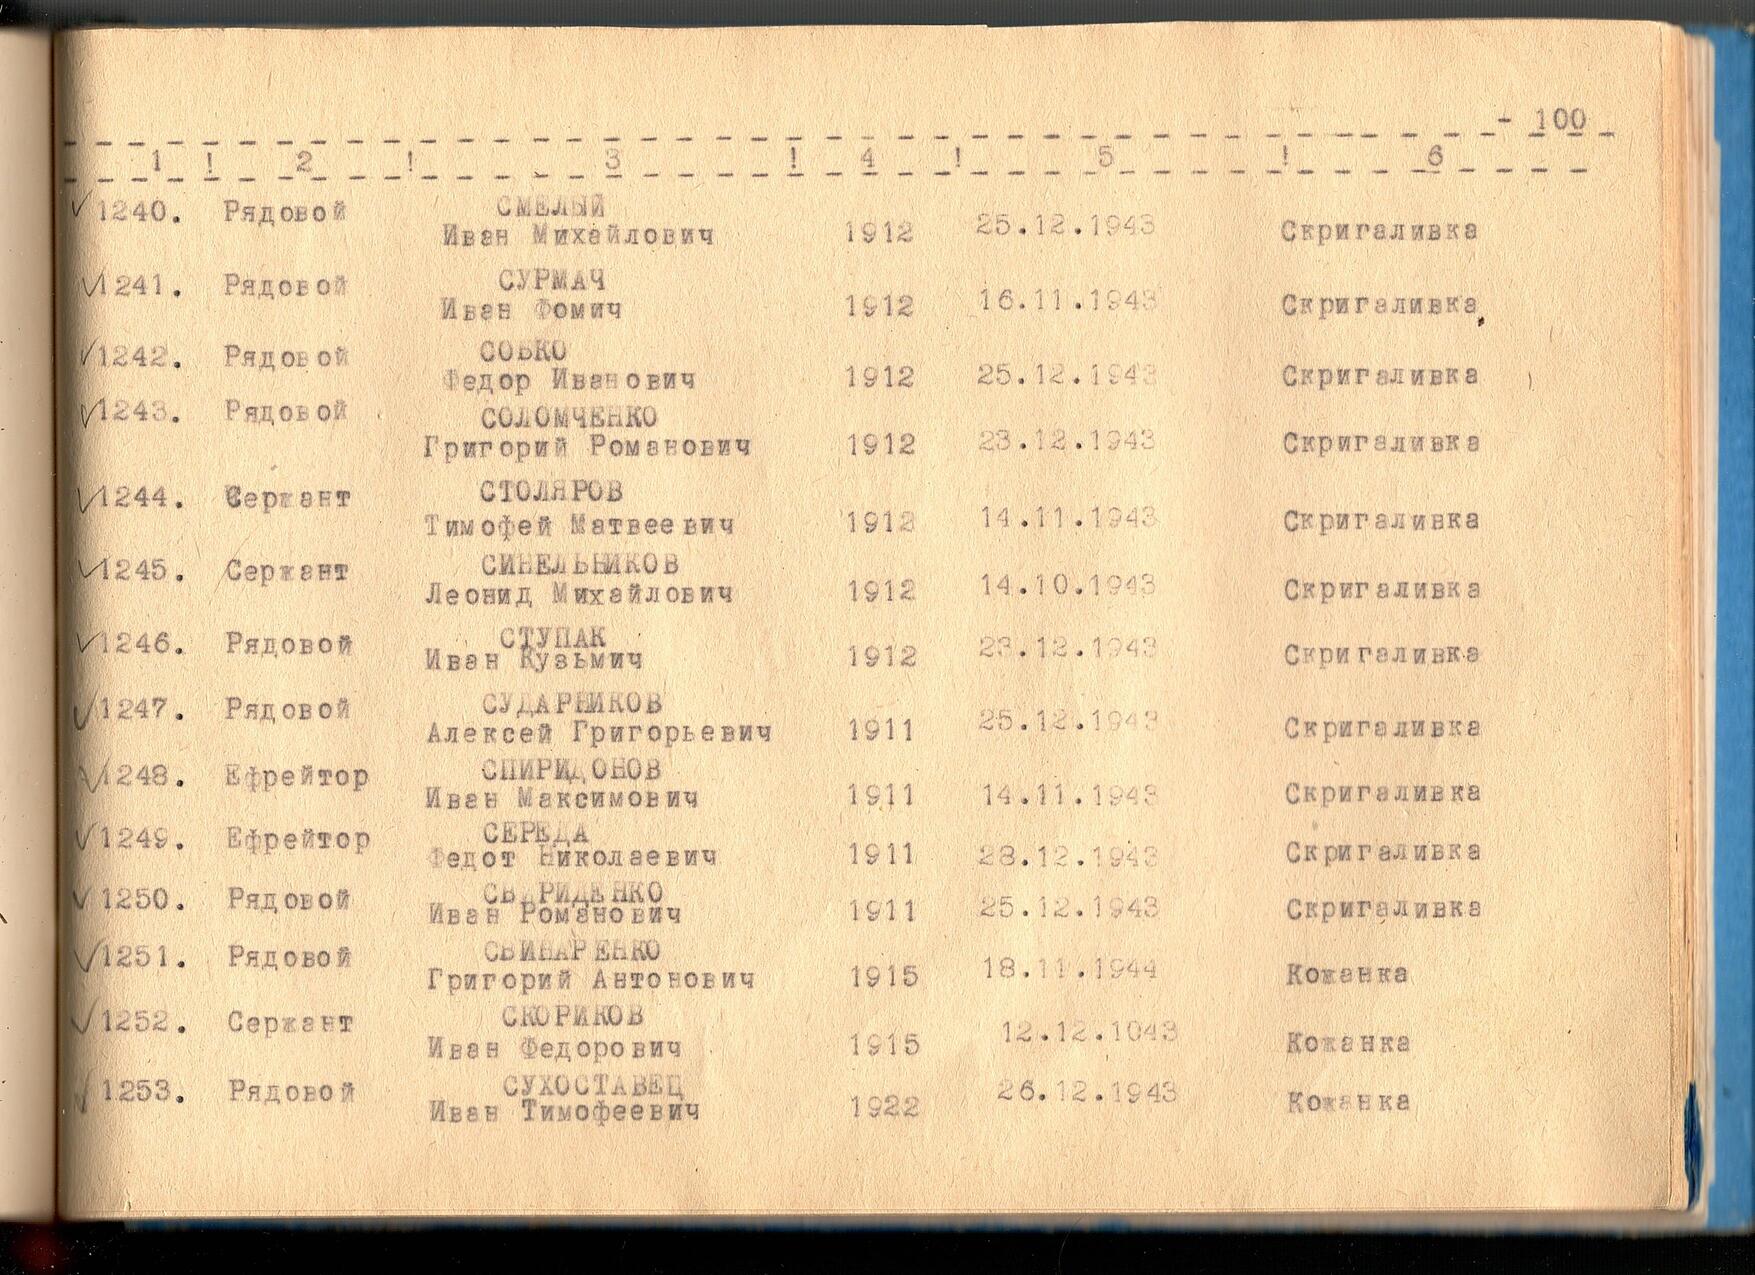 - 100
1 ! 2 ! 3 ! 4 ! 5 ! 6
1240. Рядовой СМЕЛЫЙ
Иван Михайлович 1912 25.12.1943 Скригаливка
1241. Рядовой СУРМАЧ
Иван Фомич 1912 16.11.1943 Скригаливка
1242. Рядовой СОБКО
Федор Иванович 1912 25.12.1943 Скригаливка
1243. Рядовой СОЛОМЧЕНКО
Григорий Романович 1912 23.12.1943 Скригаливка
1244. Сержант СТОЛЯРОВ
Тимофей Матвеевич 1912 14.11.1943 Скригаливка
1245. Сержант СИНЕЛЬНИКОВ
Леонид Михайлович 1912 14.10.1943 Скригаливка
1246. Рядовой СТУПАК
Иван Кузьмич 1912 23.12.1943 Скригаливка
1247. Рядовой СУДАРНИКОВ
Алексей Григорьевич 1911 25.12.1943 Скригаливка
1248. Ефрейтор СПИРИДОНОВ
Иван Максимович 1911 14.11.1943 Скригаливка
1249. Ефрейтор СЕРЕДА
Федот Николаевич 1911 28.12.1943 Скригаливка
1250. Рядовой СВИРИДЕНКО
Иван Романович 1911 25.12.1943 Скригаливка
1251. Рядовой СВИНАРЕНКО
Григорий Антонович 1915 18.11.1944 Кожанка
1252. Сержант СКОРИКОВ
Иван Федорович 1915 12.12.1043 Кожанка
1253. Рядовой СУХОСТАВЕЦ
Иван Тимофеевич 1922 26.12.1943 Кожанка